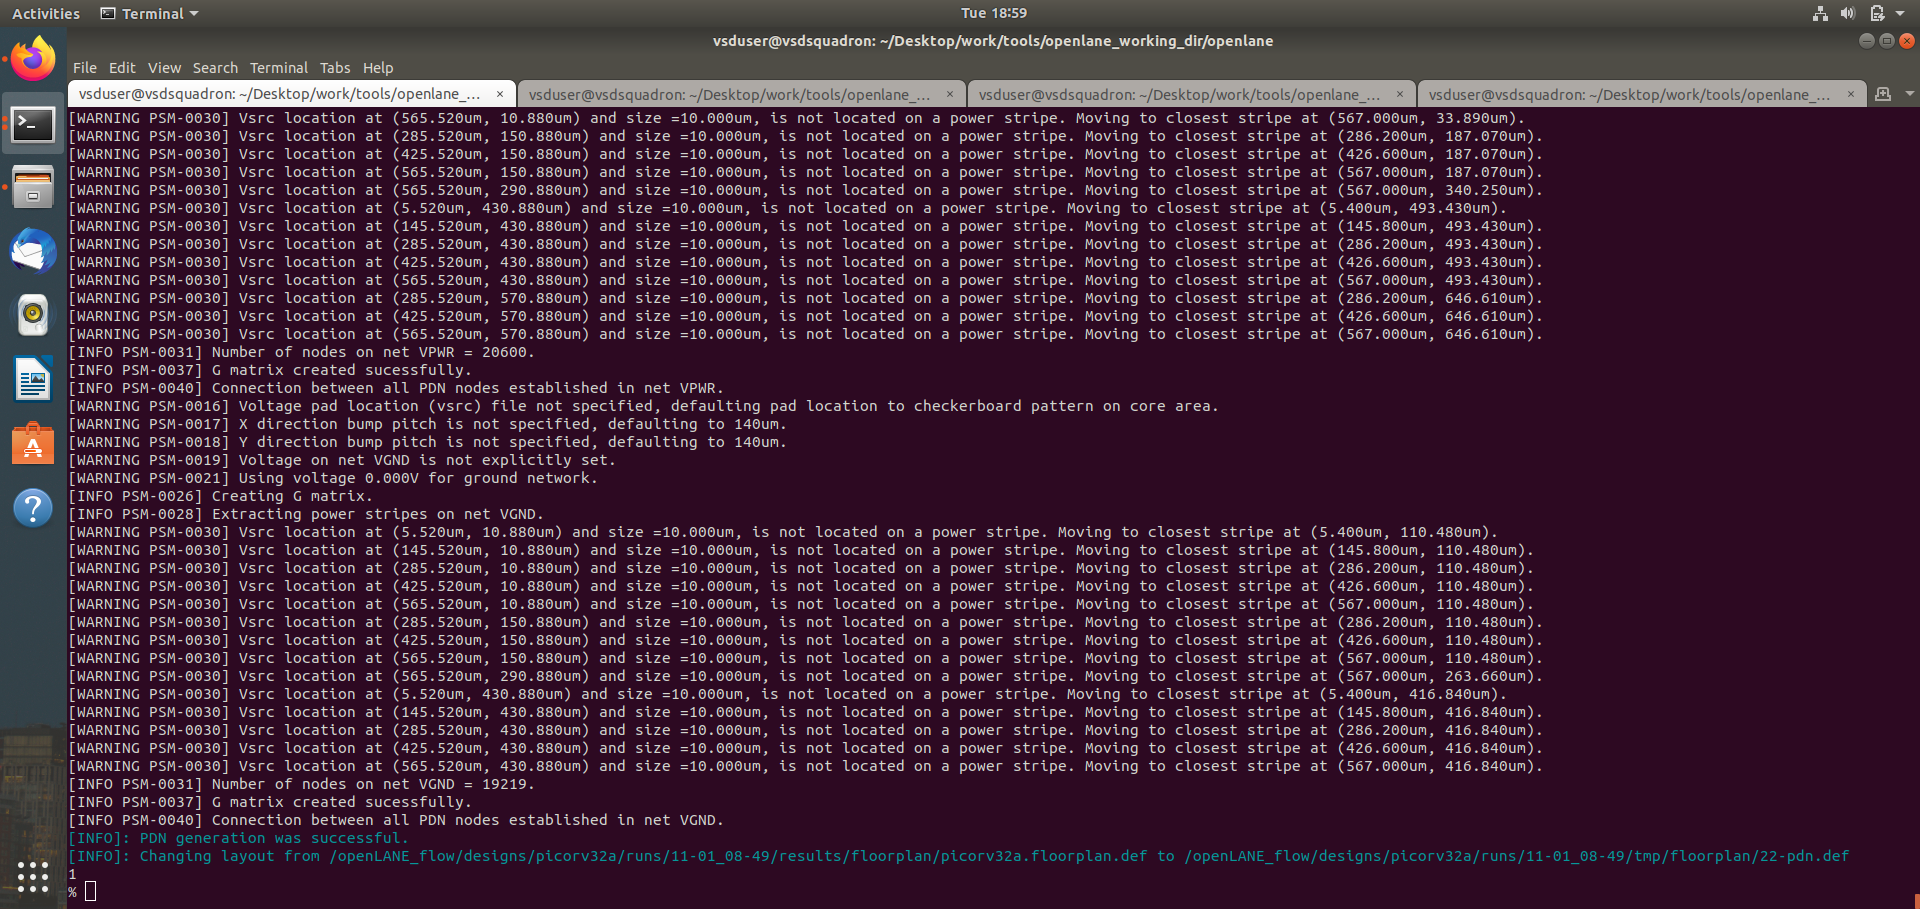 Activities
Terminal
Tue 18:59
vsduser@vsdsquadron: ~/Desktop/work/tools/openlane_working_dir/openlane
File Edit View Search Terminal Tabs Help
vsduser@vsdsquadron: ~/Desktop/work/tools/openlane_... ×
vsduser@vsdsquadron: ~/Desktop/work/tools/openlane_... ×
vsduser@vsdsquadron: ~/Desktop/work/tools/openlane_... ×
vsduser@vsdsquadron: ~/Desktop/work/tools/openlane_... ×
[WARNING PSM-0030] Vsrc location at (565.520um, 10.880um) and size =10.000um, is not located on a power stripe. Moving to closest stripe at (567.000um, 33.890um).
[WARNING PSM-0030] Vsrc location at (285.520um, 150.880um) and size =10.000um, is not located on a power stripe. Moving to closest stripe at (286.200um, 187.070um).
[WARNING PSM-0030] Vsrc location at (425.520um, 150.880um) and size =10.000um, is not located on a power stripe. Moving to closest stripe at (426.600um, 187.070um).
[WARNING PSM-0030] Vsrc location at (565.520um, 150.880um) and size =10.000um, is not located on a power stripe. Moving to closest stripe at (567.000um, 187.070um).
[WARNING PSM-0030] Vsrc location at (565.520um, 290.880um) and size =10.000um, is not located on a power stripe. Moving to closest stripe at (567.000um, 340.250um).
[WARNING PSM-0030] Vsrc location at (5.520um, 430.880um) and size =10.000um, is not located on a power stripe. Moving to closest stripe at (5.400um, 493.430um).
[WARNING PSM-0030] Vsrc location at (145.520um, 430.880um) and size =10.000um, is not located on a power stripe. Moving to closest stripe at (145.800um, 493.430um).
[WARNING PSM-0030] Vsrc location at (285.520um, 430.880um) and size =10.000um, is not located on a power stripe. Moving to closest stripe at (286.200um, 493.430um).
[WARNING PSM-0030] Vsrc location at (425.520um, 430.880um) and size =10.000um, is not located on a power stripe. Moving to closest stripe at (426.600um, 493.430um).
[WARNING PSM-0030] Vsrc location at (565.520um, 430.880um) and size =10.000um, is not located on a power stripe. Moving to closest stripe at (567.000um, 493.430um).
[WARNING PSM-0030] Vsrc location at (285.520um, 570.880um) and size =10.000um, is not located on a power stripe. Moving to closest stripe at (286.200um, 646.610um).
[WARNING PSM-0030] Vsrc location at (425.520um, 570.880um) and size =10.000um, is not located on a power stripe. Moving to closest stripe at (426.600um, 646.610um).
[WARNING PSM-0030] Vsrc location at (565.520um, 570.880um) and size =10.000um, is not located on a power stripe. Moving to closest stripe at (567.000um, 646.610um).
[INFO PSM-0031] Number of nodes on net VPWR = 20600.
[INFO PSM-0037] G matrix created sucessfully.
[INFO PSM-0040] Connection between all PDN nodes established in net VPWR.
[WARNING PSM-0016] Voltage pad location (vsrc) file not specified, defaulting pad location to checkerboard pattern on core area.
[WARNING PSM-0017] X direction bump pitch is not specified, defaulting to 140um.
[WARNING PSM-0018] Y direction bump pitch is not specified, defaulting to 140um.
[WARNING PSM-0019] Voltage on net VGND is not explicitly set.
[WARNING PSM-0021] Using voltage 0.000V for ground network.
[INFO PSM-0026] Creating G matrix.
[INFO PSM-0028] Extracting power stripes on net VGND.
[WARNING PSM-0030] Vsrc location at (5.520um, 10.880um) and size =10.000um, is not located on a power stripe. Moving to closest stripe at (5.400um, 110.480um).
[WARNING PSM-0030] Vsrc location at (145.520um, 10.880um) and size =10.000um, is not located on a power stripe. Moving to closest stripe at (145.800um, 110.480um).
[WARNING PSM-0030] Vsrc location at (285.520um, 10.880um) and size =10.000um, is not located on a power stripe. Moving to closest stripe at (286.200um, 110.480um).
[WARNING PSM-0030] Vsrc location at (425.520um, 10.880um) and size =10.000um, is not located on a power stripe. Moving to closest stripe at (426.600um, 110.480um).
[WARNING PSM-0030] Vsrc location at (565.520um, 10.880um) and size =10.000um, is not located on a power stripe. Moving to closest stripe at (567.000um, 110.480um).
[WARNING PSM-0030] Vsrc location at (285.520um, 150.880um) and size =10.000um, is not located on a power stripe. Moving to closest stripe at (286.200um, 110.480um).
[WARNING PSM-0030] Vsrc location at (425.520um, 150.880um) and size =10.000um, is not located on a power stripe. Moving to closest stripe at (426.600um, 110.480um).
[WARNING PSM-0030] Vsrc location at (565.520um, 150.880um) and size =10.000um, is not located on a power stripe. Moving to closest stripe at (567.000um, 110.480um).
[WARNING PSM-0030] Vsrc location at (565.520um, 290.880um) and size =10.000um, is not located on a power stripe. Moving to closest stripe at (567.000um, 263.660um).
[WARNING PSM-0030] Vsrc location at (5.520um, 430.880um) and size =10.000um, is not located on a power stripe. Moving to closest stripe at (5.400um, 416.840um).
[WARNING PSM-0030] Vsrc location at (145.520um, 430.880um) and size =10.000um, is not located on a power stripe. Moving to closest stripe at (145.800um, 416.840um).
[WARNING PSM-0030] Vsrc location at (285.520um, 430.880um) and size =10.000um, is not located on a power stripe. Moving to closest stripe at (286.200um, 416.840um).
[WARNING PSM-0030] Vsrc location at (425.520um, 430.880um) and size =10.000um, is not located on a power stripe. Moving to closest stripe at (426.600um, 416.840um).
[WARNING PSM-0030] Vsrc location at (565.520um, 430.880um) and size =10.000um, is not located on a power stripe. Moving to closest stripe at (567.000um, 416.840um).
[INFO PSM-0031] Number of nodes on net VGND = 19219.
[INFO PSM-0037] G matrix created sucessfully.
[INFO PSM-0040] Connection between all PDN nodes established in net VGND.
[INFO]: PDN generation was successful.
[INFO]: Changing layout from /openLANE_flow/designs/picorv32a/runs/11-01_08-49/results/floorplan/picorv32a.floorplan.def to /openLANE_flow/designs/picorv32a/runs/11-01_08-49/tmp/floorplan/22-pdn.def
1
%